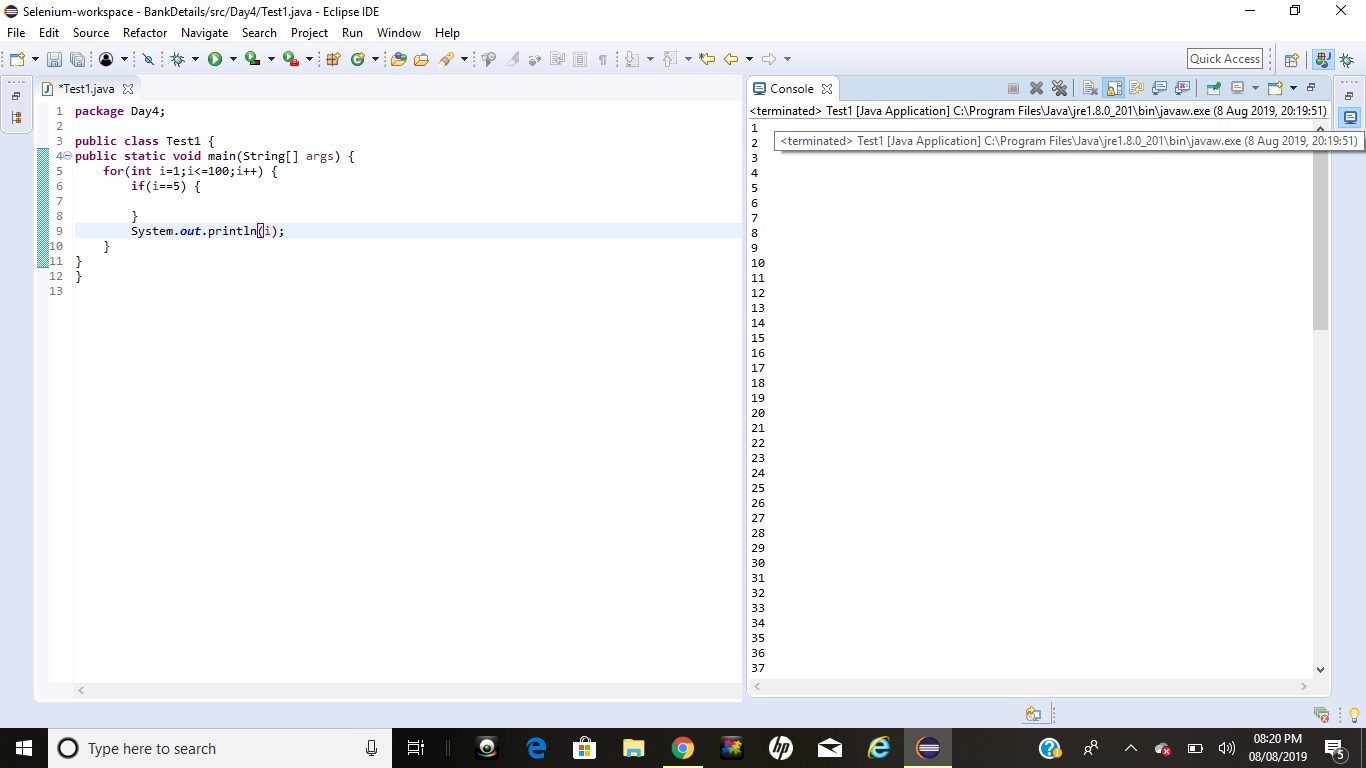 Selenium-workspace - BankDetails/src/Day4/Test1.java - Eclipse IDE
File Edit Source Refactor Navigate Search Project Run Window Help
Quick Access
*Test1.java
1 package Day4;
2
3 public class Test1 {
4 public static void main(String[] args) {
5 for(int i=1;i<=100;i++) {
6 if(i==5) {
7
8 }
9 System.out.println(i);
10 }
11 }
12 }
13
Console
<terminated> Test1 [Java Application] C:\Program Files\Java\jre1.8.0_201\bin\javaw.exe (8 Aug 2019, 20:19:51)
<terminated> Test1 [Java Application] C:\Program Files\Java\jre1.8.0_201\bin\javaw.exe (8 Aug 2019, 20:19:51)
1
2
3
4
5
6
7
8
9
10
11
12
13
14
15
16
17
18
19
20
21
22
23
24
25
26
27
28
29
30
31
32
33
34
35
36
37
Type here to search
hp
08:20 PM
08/08/2019
5